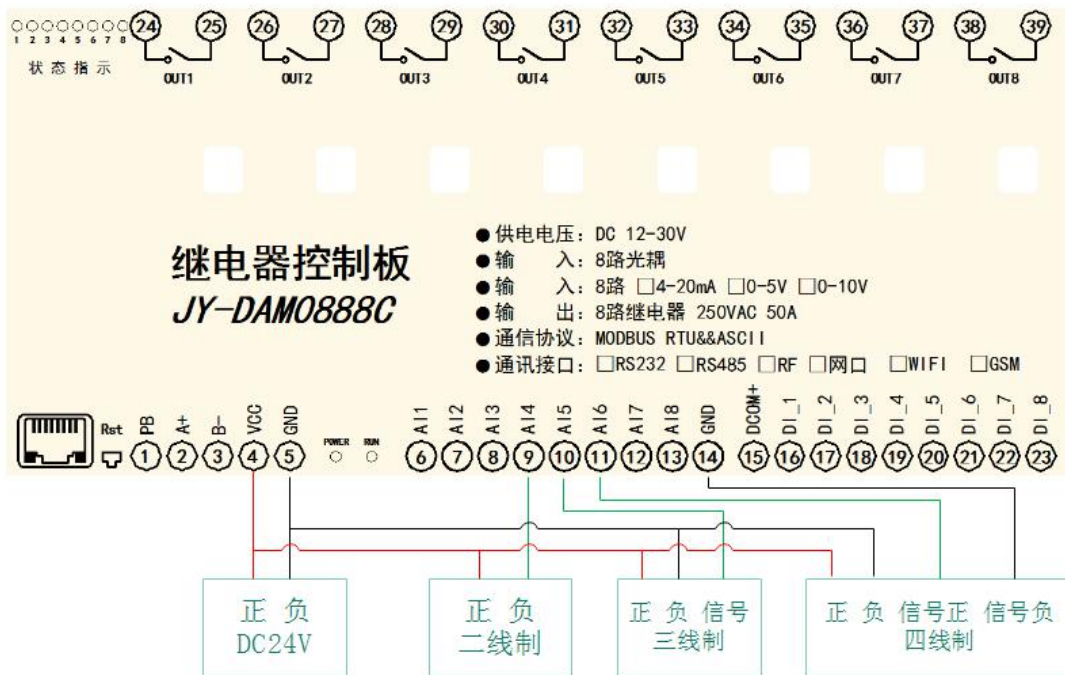 24 25 26 27 28 29 30 31 32 33 34 35 36 37 38 39
1 2 3 4 5 6 7 8
状态指示
OUT1 OUT2 OUT3 OUT4 OUT5 OUT6 OUT7 OUT8
继电器控制板
JY-DAM0888C
●供电电压: DC 12-30V
●输 入: 8路光耦
●输 入: 8路 □4-20mA □0-5V □0-10V
●输 出: 8路继电器 250VAC 50A
●通信协议: MODBUS RTU&&ASCII
●通讯接口: □RS232 □RS485 □RF □网口 □WIFI □GSM
Rst PB A+ B- VCC GND POWER RUN AI1 AI2 AI3 AI4 AI5 AI6 AI7 AI8 GND DCOM+ DI_1 DI_2 DI_3 DI_4 DI_5 DI_6 DI_7 DI_8
1 2 3 4 5 6 7 8 9 10 11 12 13 14 15 16 17 18 19 20 21 22 23
正 负
DC24V
正 负
二线制
正 负 信号
三线制
正 负 信号正 信号负
四线制